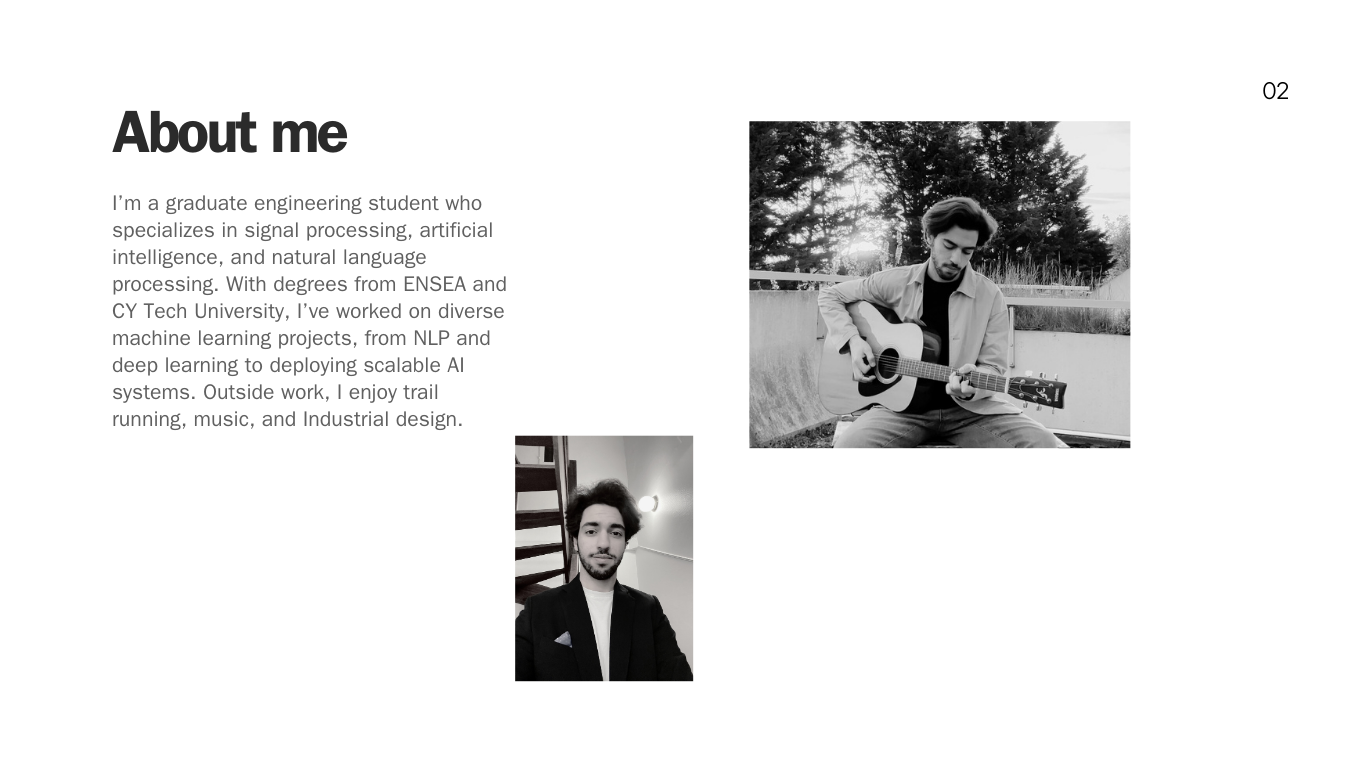 02
About me
I’m a graduate engineering student who
specializes in signal processing, artificial
intelligence, and natural language
processing. With degrees from ENSEA and
CY Tech University, I’ve worked on diverse
machine learning projects, from NLP and
deep learning to deploying scalable AI
systems. Outside work, I enjoy trail
running, music, and Industrial design.